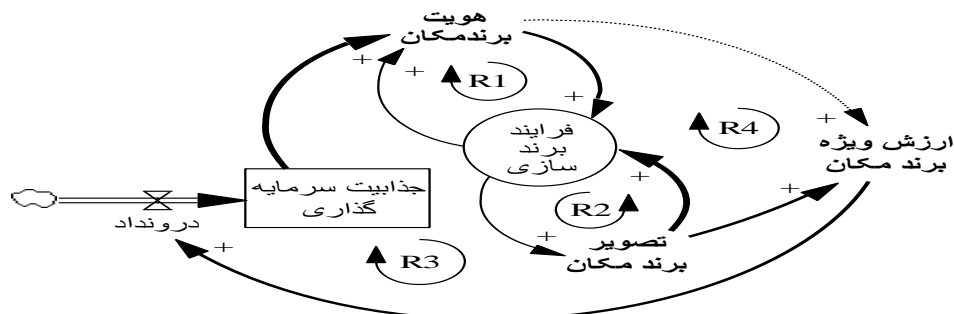 هویت
برندمکان
+
+
R1
+
فرایند
برند
سازی
R4
+
ارزش ویژه
برند مکان
+
+
جذابیت سرمایه
گذاری
درونداد
+
R2
+
تصویر
برند مکان
R3